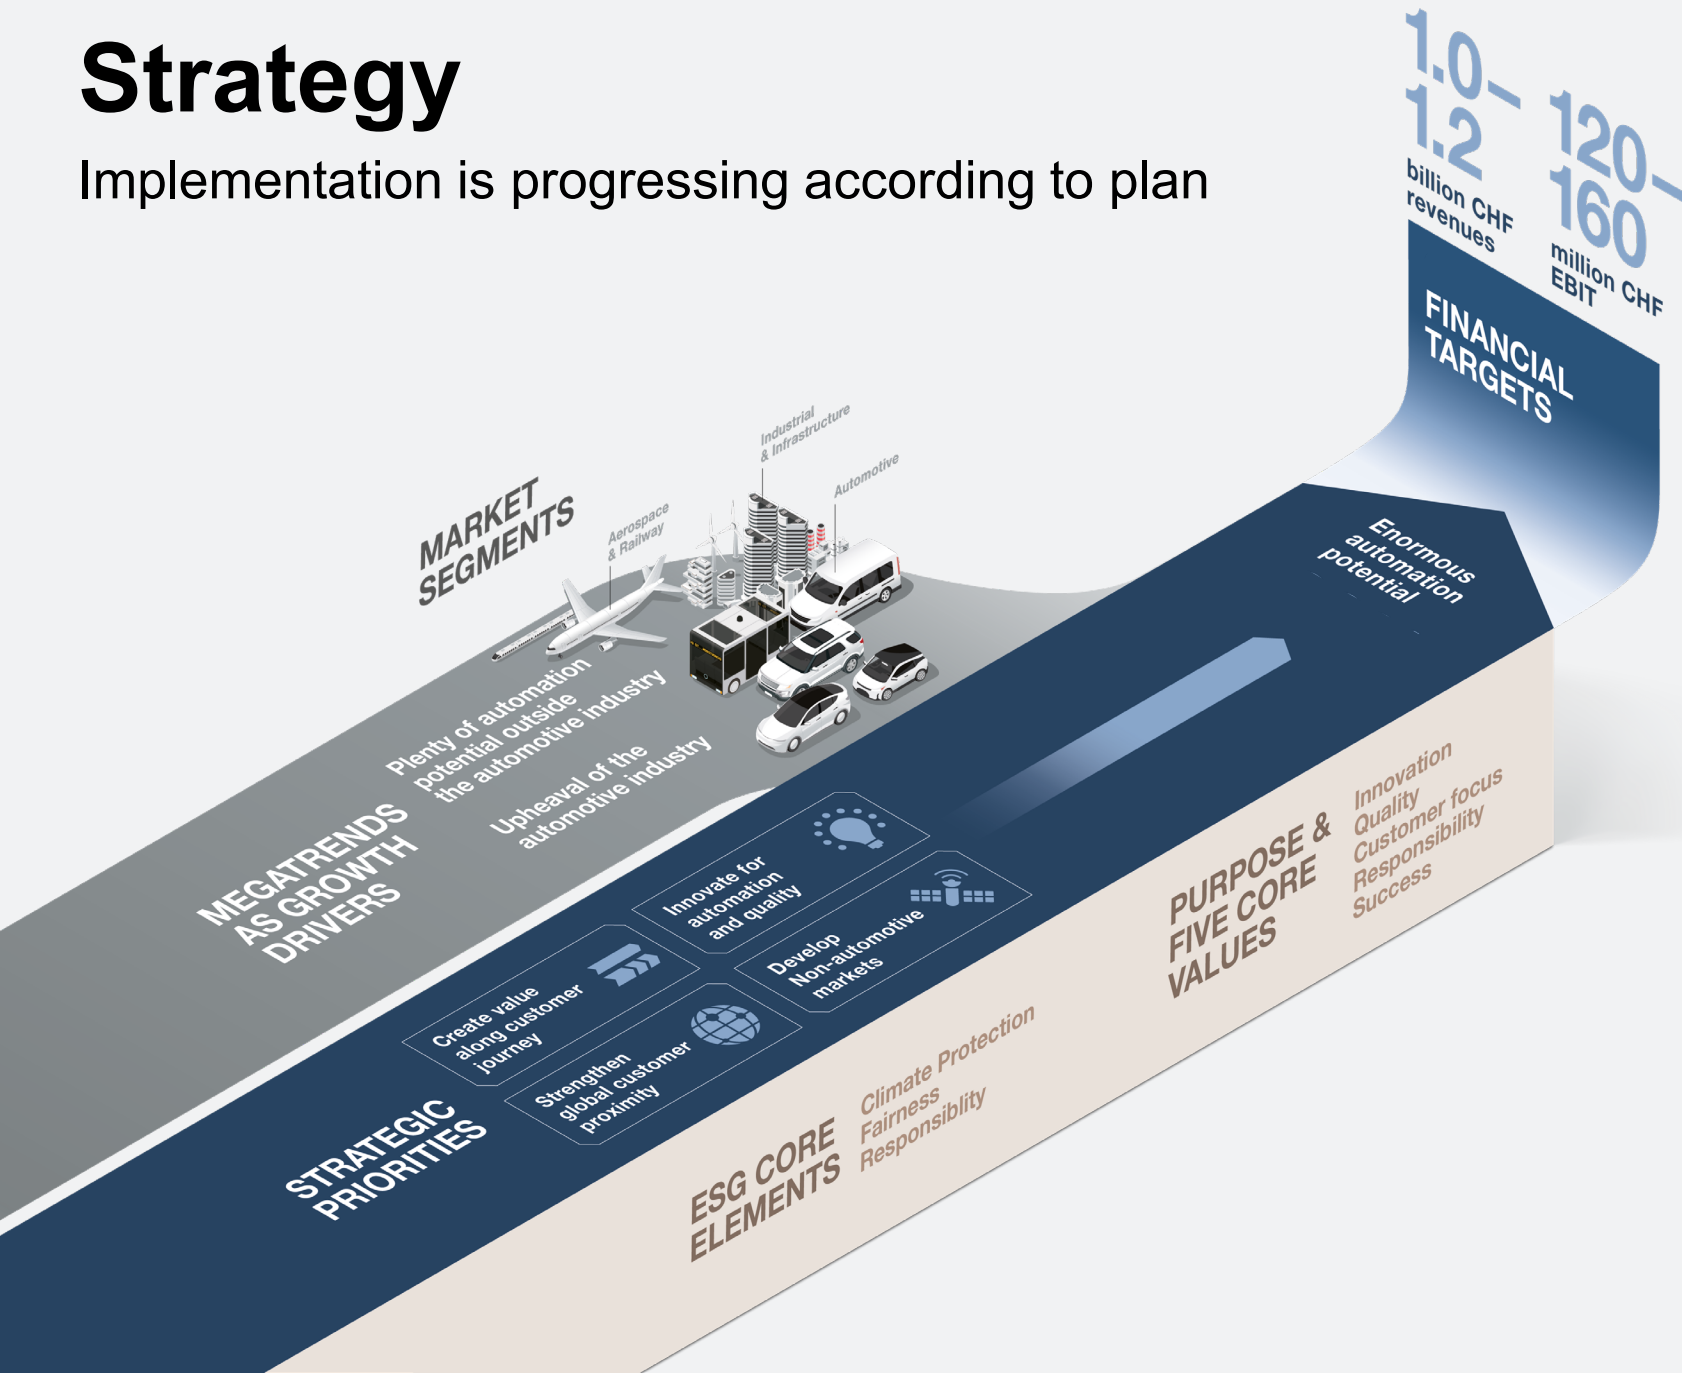 Strategy
Implementation is progressing according to plan
1.0–
1.2
billion CHF
revenues
120–
160
million CHF
EBIT
FINANCIAL
TARGETS
Industrial
& Infrastructure
Automotive
Aerospace
& Railway
MARKET
SEGMENTS
Enormous
automation
potential
Plenty of automation
potential outside
the automotive industry
Upheaval of the
automotive industry
MEGATRENDS
AS GROWTH
DRIVERS
Innovate for
automation
and quality
Develop
Non-automotive
markets
Create value
along customer
journey
Strengthen
global customer
proximity
STRATEGIC
PRIORITIES
PURPOSE &
FIVE CORE
VALUES
Innovation
Quality
Customer focus
Responsibility
Success
ESG CORE
ELEMENTS
Climate Protection
Fairness
Responsiblity